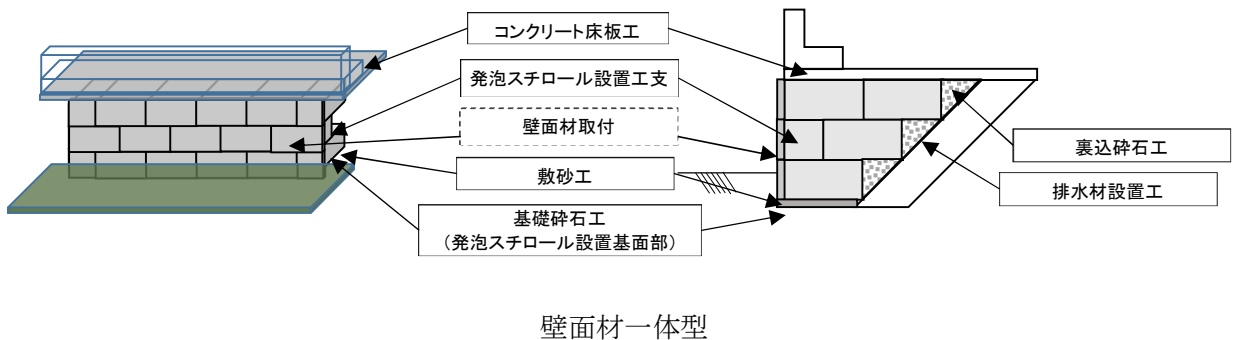 コンクリート床板工
発泡スチロール設置工支
壁面材取付
敷砂工
基礎砕石工
（発泡スチロール設置基面部）
裏込砕石工
排水材設置工
壁面材一体型